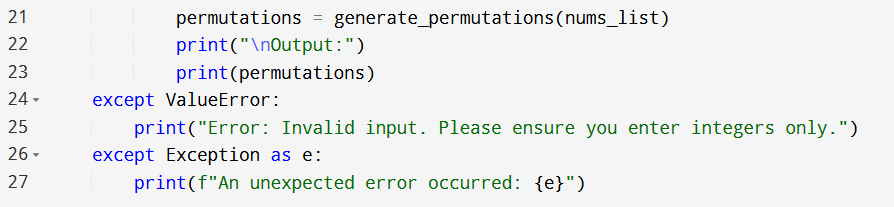 21            permutations = generate_permutations(nums_list)
22            print("\nOutput:")
23            print(permutations)
24    except ValueError:
25        print("Error: Invalid input. Please ensure you enter integers only.")
26    except Exception as e:
27        print(f"An unexpected error occurred: {e}")